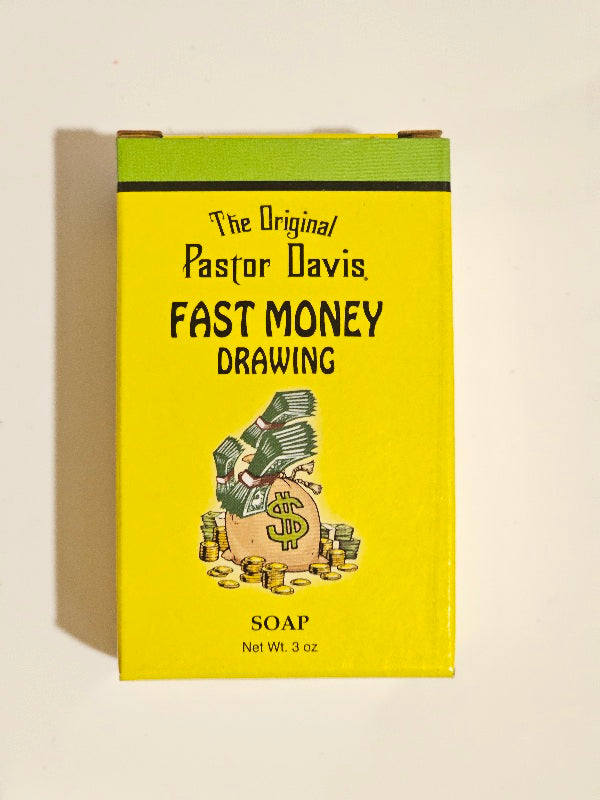 The Original
Pastor Davis.
FAST MONEY
DRAWING
$
SOAP
Net Wt. 3 oz